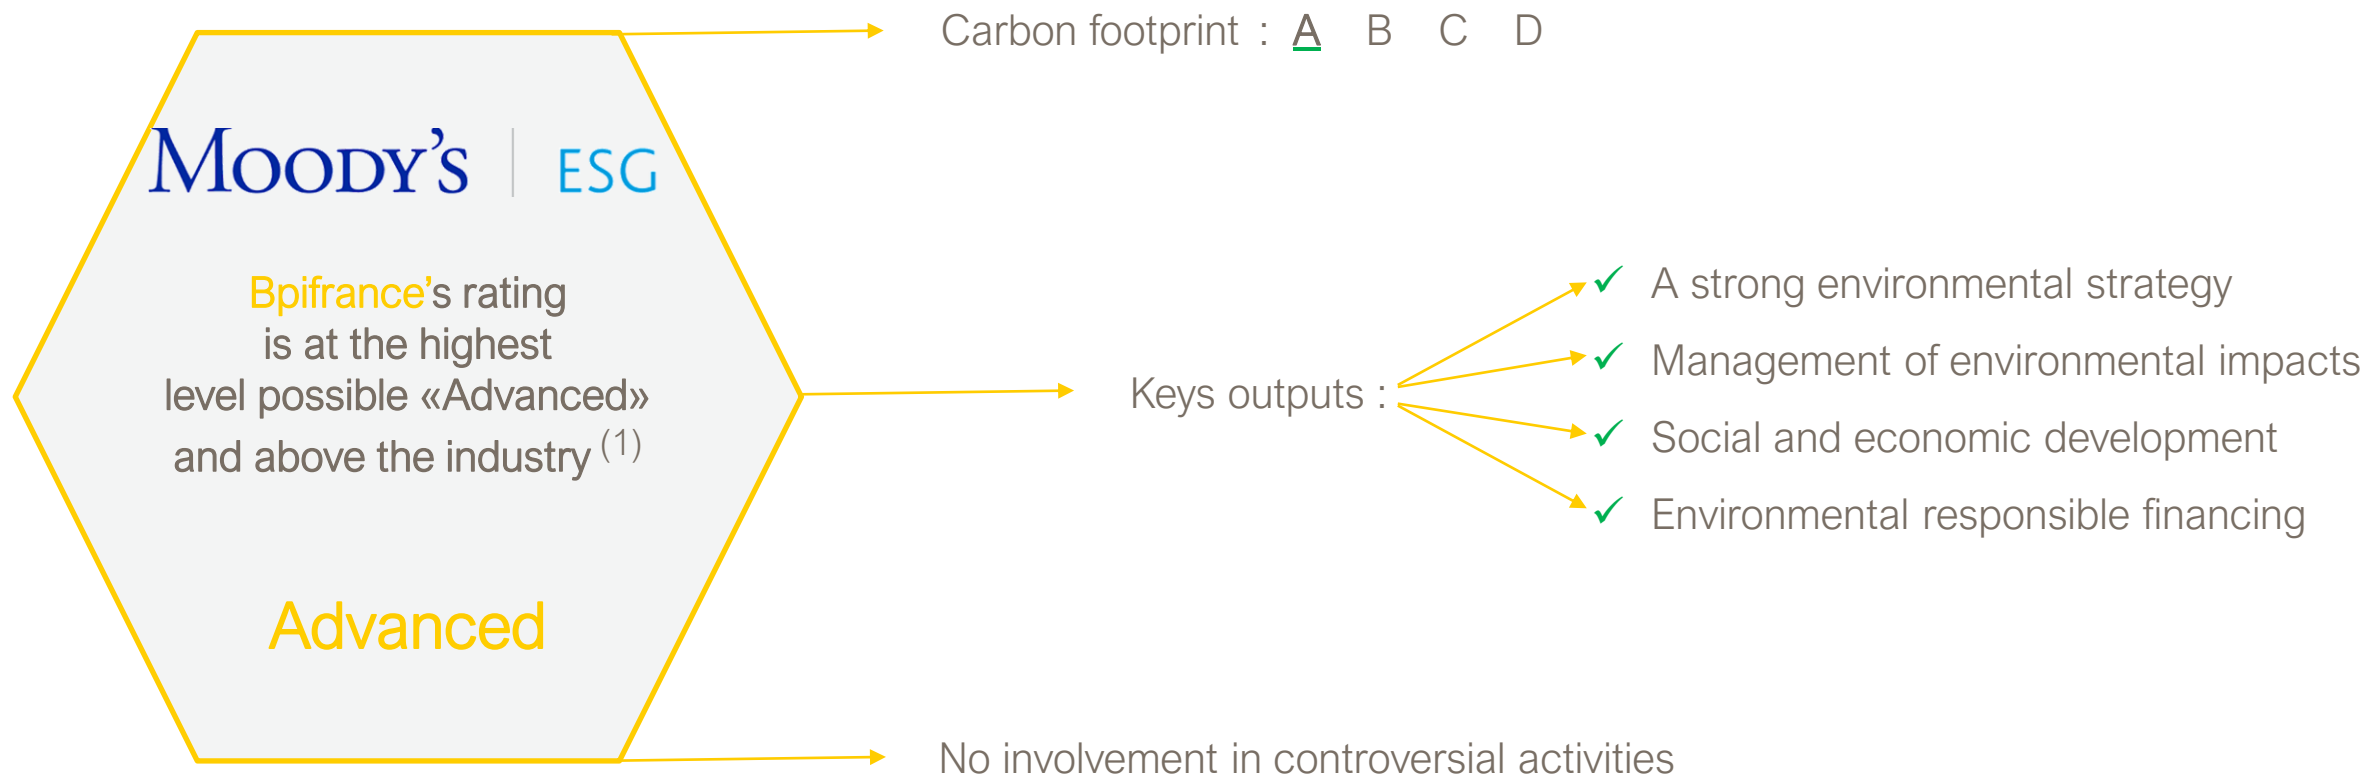 Carbon footprint : A B C D
MOODY'S | ESG
Bpifrance's rating
is at the highest
level possible «Advanced»
and above the industry (1)
Advanced
Keys outputs :
✓ A strong environmental strategy
✓ Management of environmental impacts
✓ Social and economic development
✓ Environmental responsible financing
No involvement in controversial activities